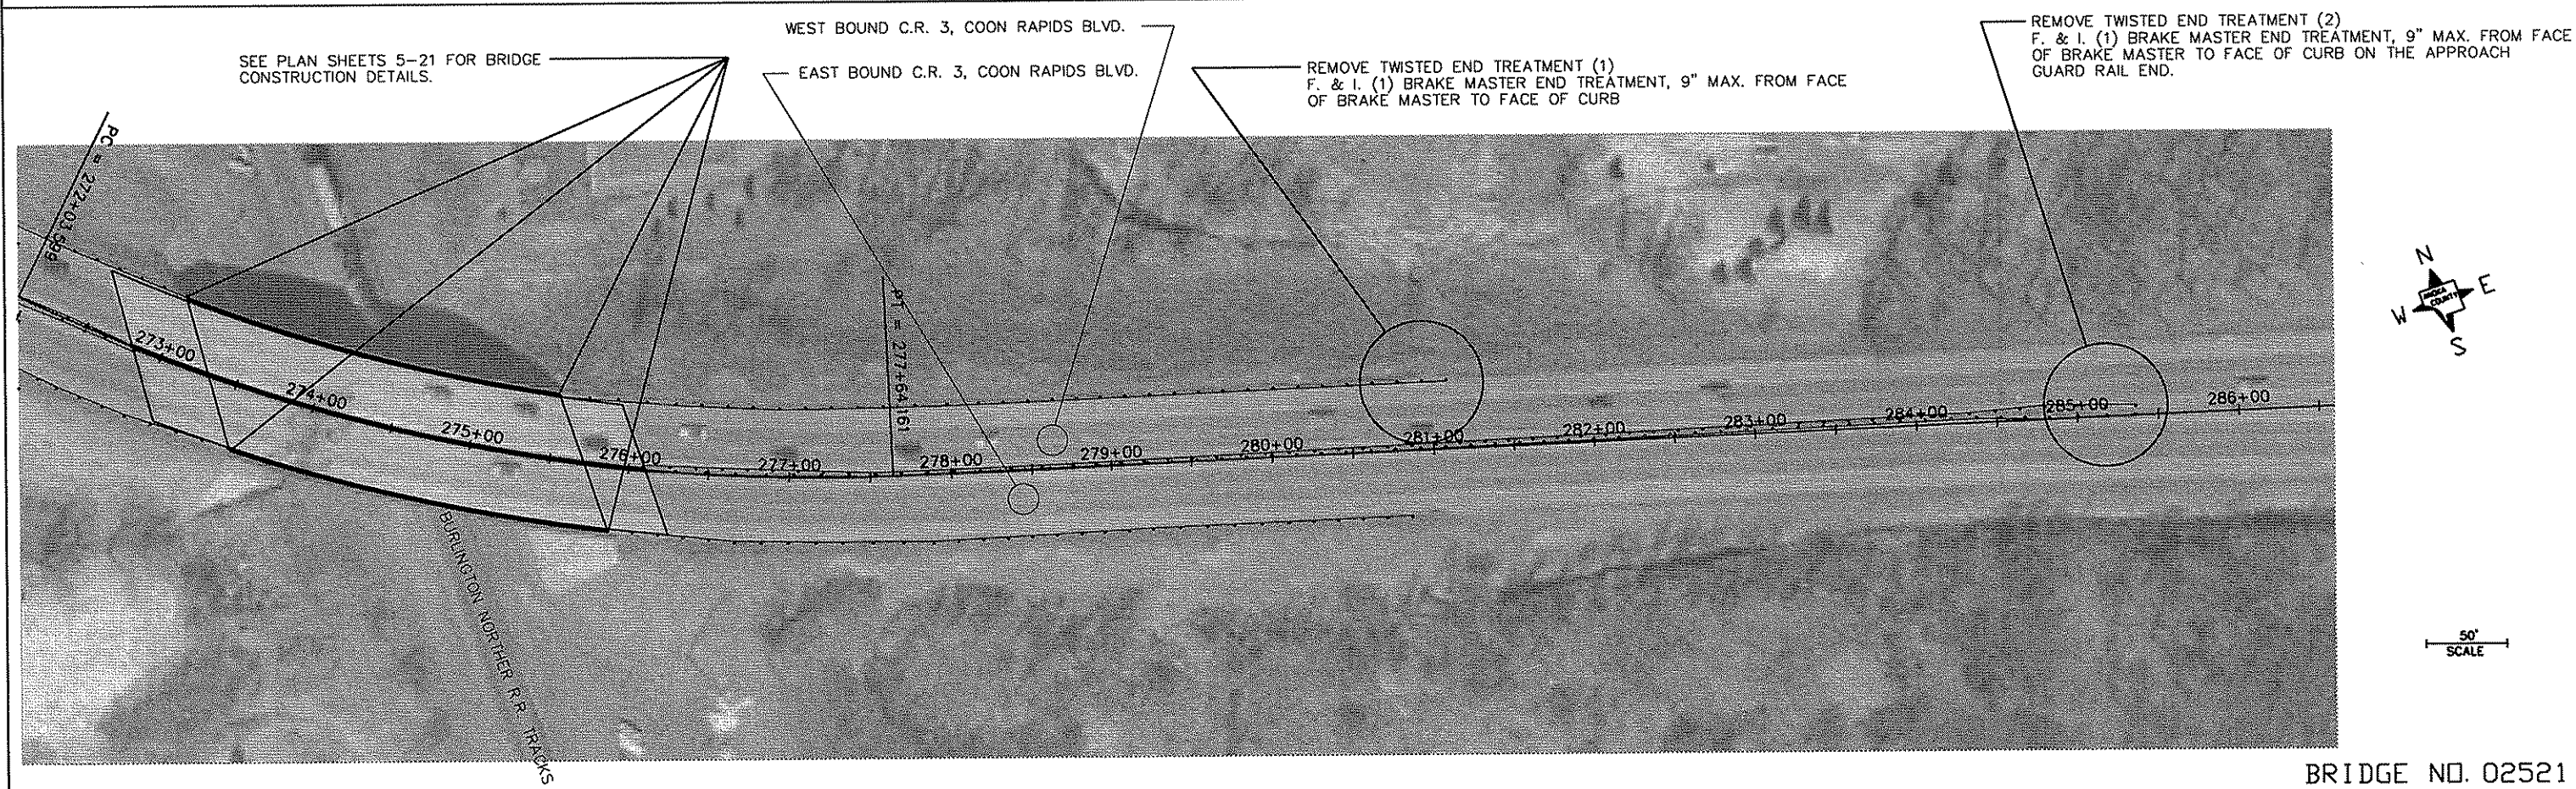 WEST BOUND C.R. 3, COON RAPIDS BLVD.
SEE PLAN SHEETS 5-21 FOR BRIDGE
CONSTRUCTION DETAILS.
EAST BOUND C.R. 3, COON RAPIDS BLVD.
REMOVE TWISTED END TREATMENT (1)
F. & I. (1) BRAKE MASTER END TREATMENT, 9" MAX. FROM FACE
OF BRAKE MASTER TO FACE OF CURB
REMOVE TWISTED END TREATMENT (2)
F. & I. (1) BRAKE MASTER END TREATMENT, 9" MAX. FROM FACE
OF BRAKE MASTER TO FACE OF CURB ON THE APPROACH
GUARD RAIL END.
PC = 272+03.599
273+00
274+00
275+00
276+00
277+00
PT = 277+64.161
278+00
279+00
280+00
281+00
282+00
283+00
284+00
285+00
286+00
BURLINGTON NORTHER R.R. TRACKS
N
E
W
S
ANOKA
COUNTY
50'
SCALE
BRIDGE NO. 02521